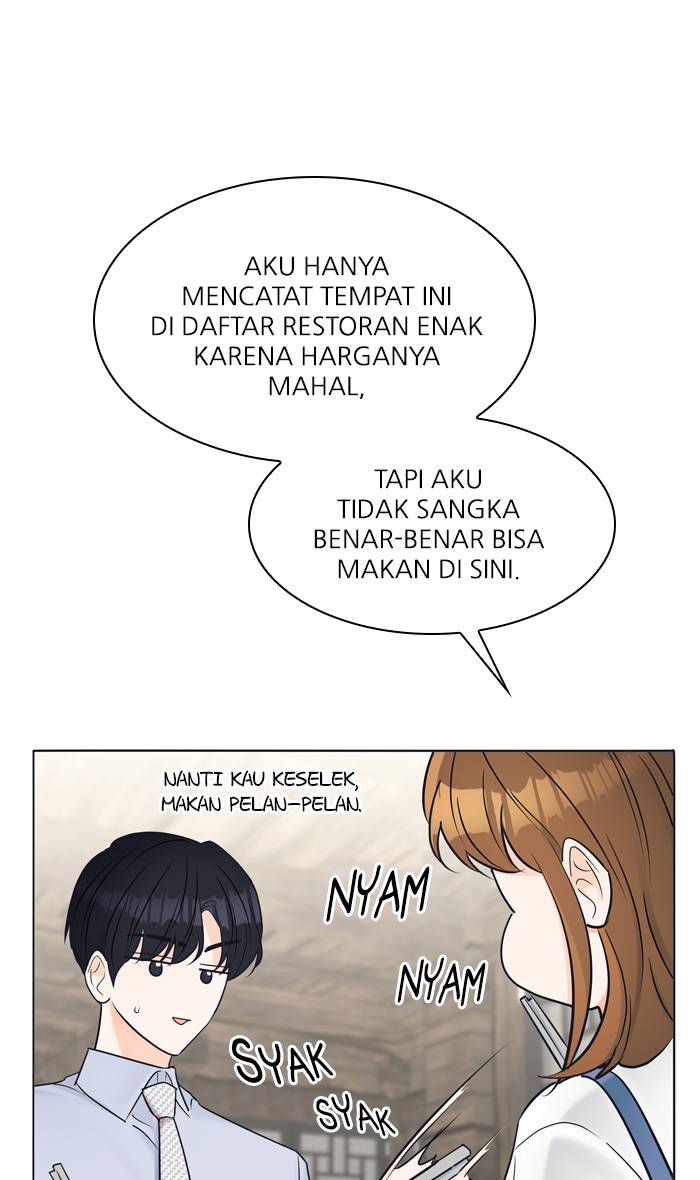 AKU HANYA
MENCATAT TEMPAT INI
DI DAFTAR RESTORAN ENAK
KARENA HARGANYA
MAHAL,
TAPI AKU
TIDAK SANGKA
BENAR-BENAR BISA
MAKAN DI SINI.
NANTI KAU KESELEK,
MAKAN PELAN-PELAN.
NYAM
NYAM
SYAK
SYAK